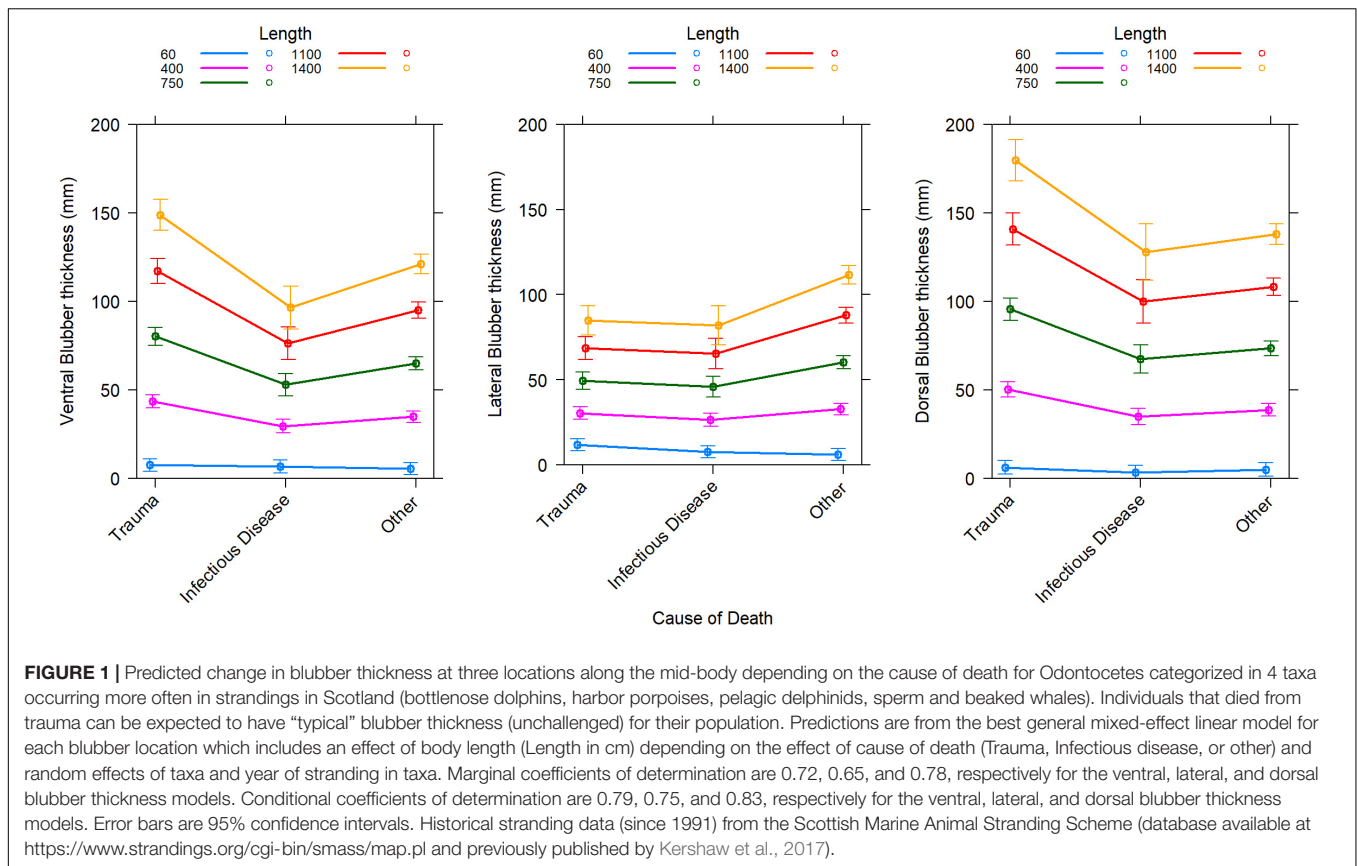 Length
60 1100
400 1400
750
Length
60 1100
400 1400
750
Length
60 1100
400 1400
750
Ventral Blubber thickness (mm)
200
150
100
50
0
Trauma
Infectious Disease
Other
Lateral Blubber thickness (mm)
200
150
100
50
0
Trauma
Infectious Disease
Other
Dorsal Blubber thickness (mm)
200
150
100
50
0
Trauma
Infectious Disease
Other
Cause of Death
FIGURE 1 | Predicted change in blubber thickness at three locations along the mid-body depending on the cause of death for Odontocetes categorized in 4 taxa
occurring more often in strandings in Scotland (bottlenose dolphins, harbor porpoises, pelagic delphinids, sperm and beaked whales). Individuals that died from
trauma can be expected to have “typical” blubber thickness (unchallenged) for their population. Predictions are from the best general mixed-effect linear model for
each blubber location which includes an effect of body length (Length in cm) depending on the effect of cause of death (Trauma, Infectious disease, or other) and
random effects of taxa and year of stranding in taxa. Marginal coefficients of determination are 0.72, 0.65, and 0.78, respectively for the ventral, lateral, and dorsal
blubber thickness models. Conditional coefficients of determination are 0.79, 0.75, and 0.83, respectively for the ventral, lateral, and dorsal blubber thickness
models. Error bars are 95% confidence intervals. Historical stranding data (since 1991) from the Scottish Marine Animal Stranding Scheme (database available at
https://www.strandings.org/cgi-bin/smass/map.pl and previously published by Kershaw et al., 2017).